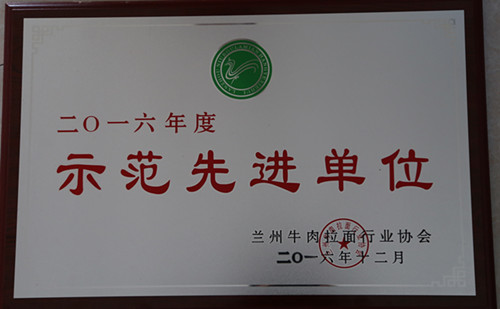 二〇一六年度
示范先进单位
兰州牛肉拉面行业协会
二〇一六年十二月